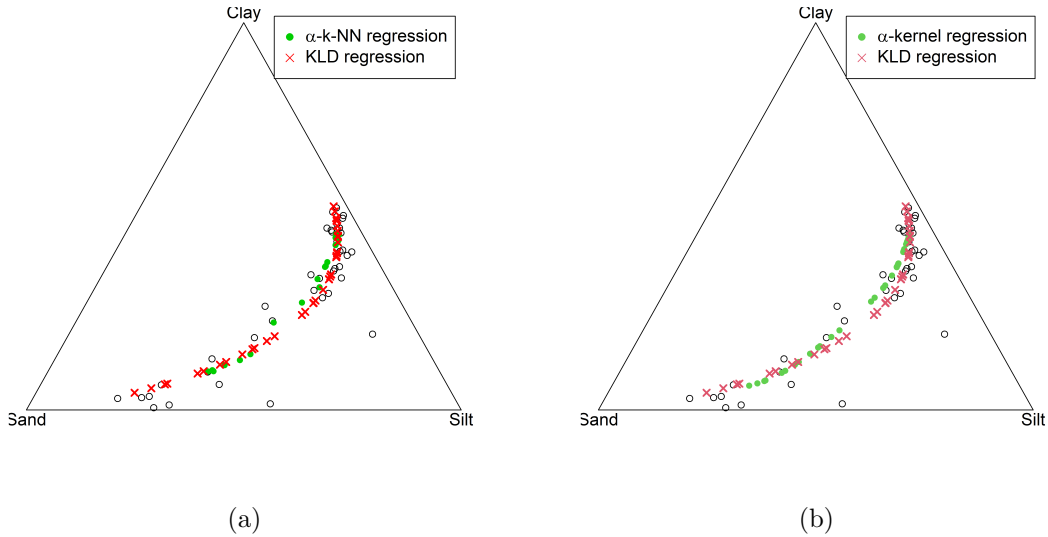 Clay
α-k-NN regression
KLD regression
Sand
Silt
(a)
Clay
α-kernel regression
KLD regression
Sand
Silt
(b)